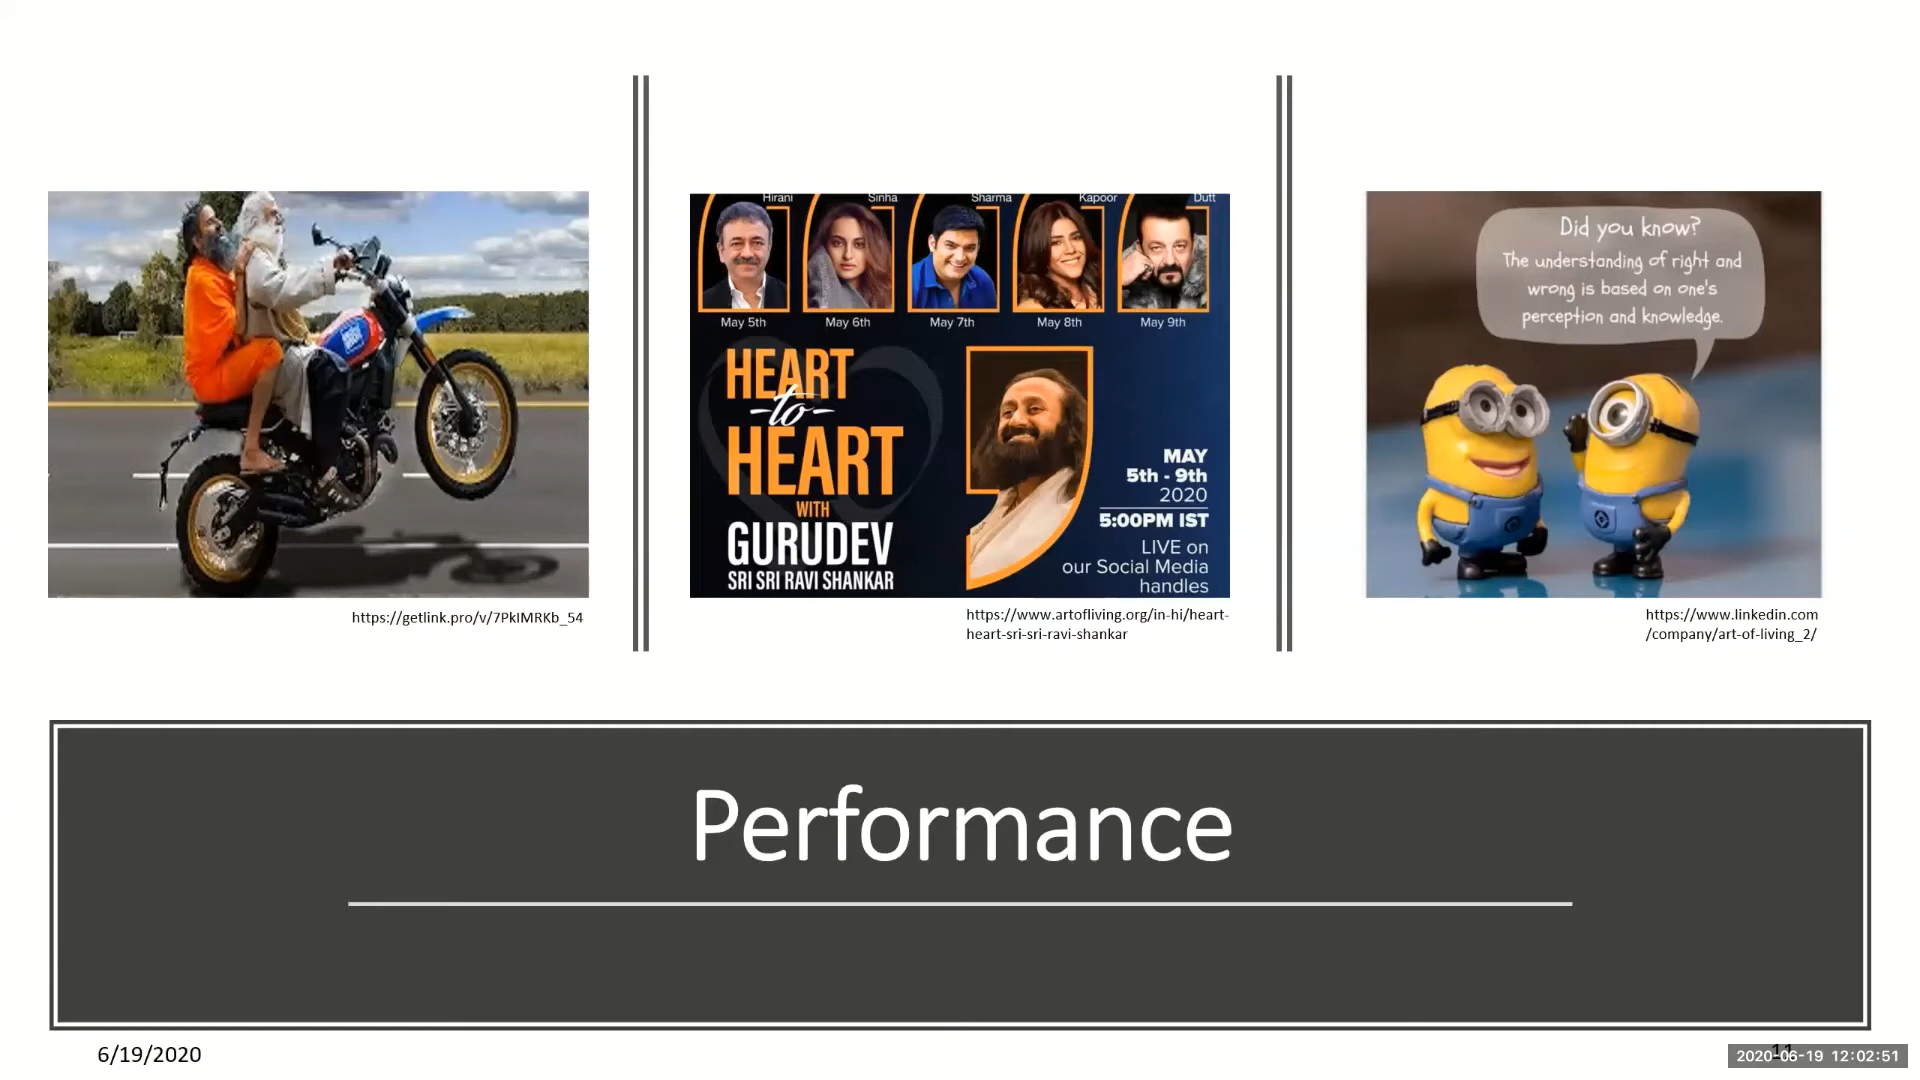 Hirani
Sinha
Sharma
Kapoor
Dutt
May 5th
May 6th
May 7th
May 8th
May 9th
HEART
-to-
HEART
WITH
GURUDEV
SRI SRI RAVI SHANKAR
MAY
5th - 9th
2020
5:00PM IST
LIVE on
our Social Media
handles
Did you know?
The understanding of right and
wrong is based on one's
perception and knowledge.
https://getlink.pro/v/7PkIMRKb_54
https://www.artofliving.org/in-hi/heart-
heart-sri-sri-ravi-shankar
https://www.linkedin.com
/company/art-of-living_2/
Performance
6/19/2020
11
2020-06-19 12:02:51